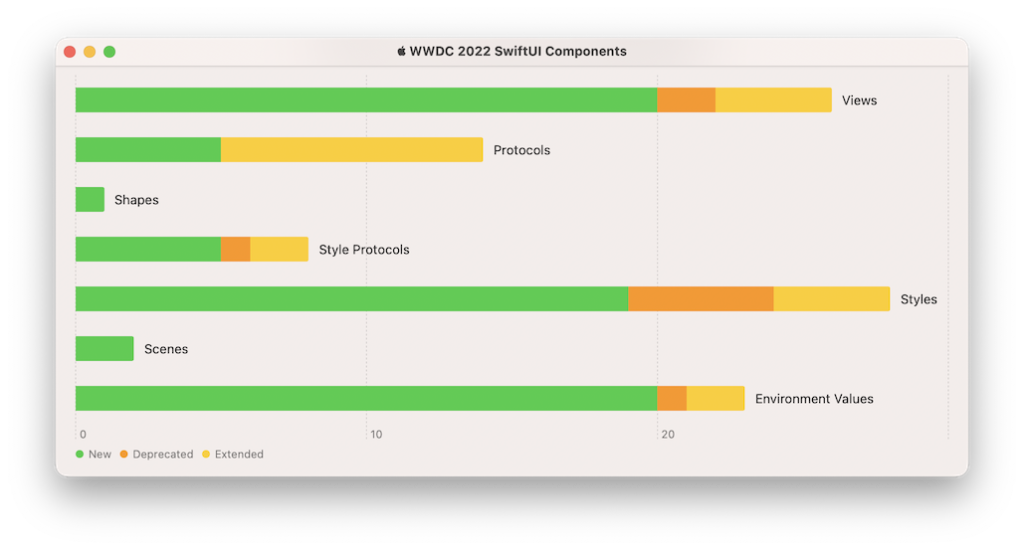 WWDC 2022 SwiftUI Components
Views
Protocols
Shapes
Style Protocols
Styles
Scenes
Environment Values
0 10 20
New Deprecated Extended